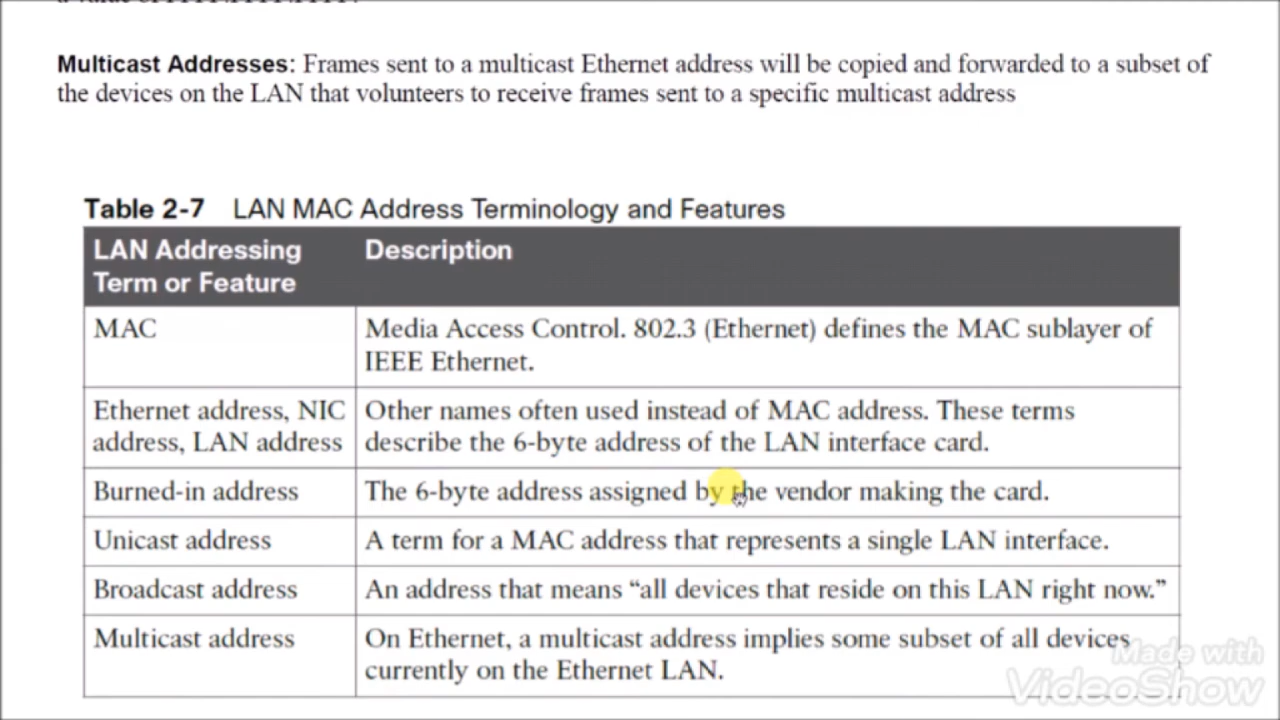 Multicast Addresses: Frames sent to a multicast Ethernet address will be copied and forwarded to a subset of
the devices on the LAN that volunteers to receive frames sent to a specific multicast address
Table 2-7 LAN MAC Address Terminology and Features
LAN Addressing
Term or Feature
Description
MAC
Media Access Control. 802.3 (Ethernet) defines the MAC sublayer of
IEEE Ethernet.
Ethernet address, NIC
address, LAN address
Other names often used instead of MAC address. These terms
describe the 6-byte address of the LAN interface card.
Burned-in address
The 6-byte address assigned by the vendor making the card.
Unicast address
A term for a MAC address that represents a single LAN interface.
Broadcast address
An address that means “all devices that reside on this LAN right now.”
Multicast address
On Ethernet, a multicast address implies some subset of all devices
currently on the Ethernet LAN.
Made with
VideoShow